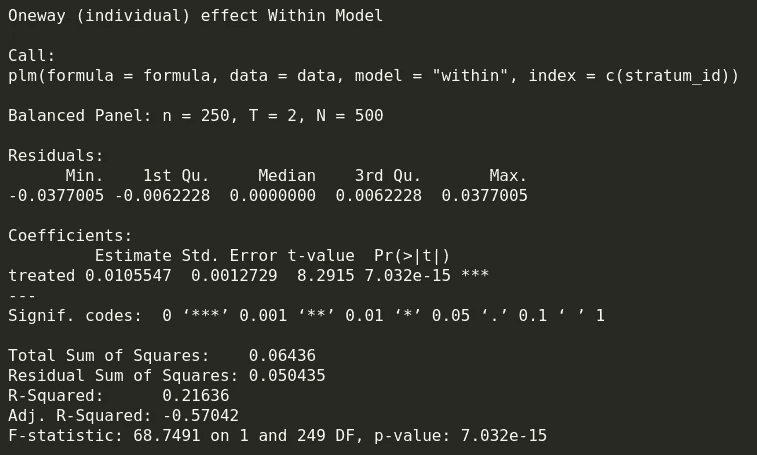 Oneway (individual) effect Within Model
Call:
plm(formula = formula, data = data, model = "within", index = c(stratum_id))
Balanced Panel: n = 250, T = 2, N = 500
Residuals:
      Min.    1st Qu.     Median    3rd Qu.       Max.
-0.0377005 -0.0062228  0.0000000  0.0062228  0.0377005
Coefficients:
         Estimate Std. Error t-value  Pr(>|t|)
treated 0.0105547  0.0012729  8.2915 7.032e-15 ***
---
Signif. codes:  0 ‘***’ 0.001 ‘**’ 0.01 ‘*’ 0.05 ‘.’ 0.1 ‘ ’ 1
Total Sum of Squares:    0.06436
Residual Sum of Squares: 0.050435
R-Squared:      0.21636
Adj. R-Squared: -0.57042
F-statistic: 68.7491 on 1 and 249 DF, p-value: 7.032e-15